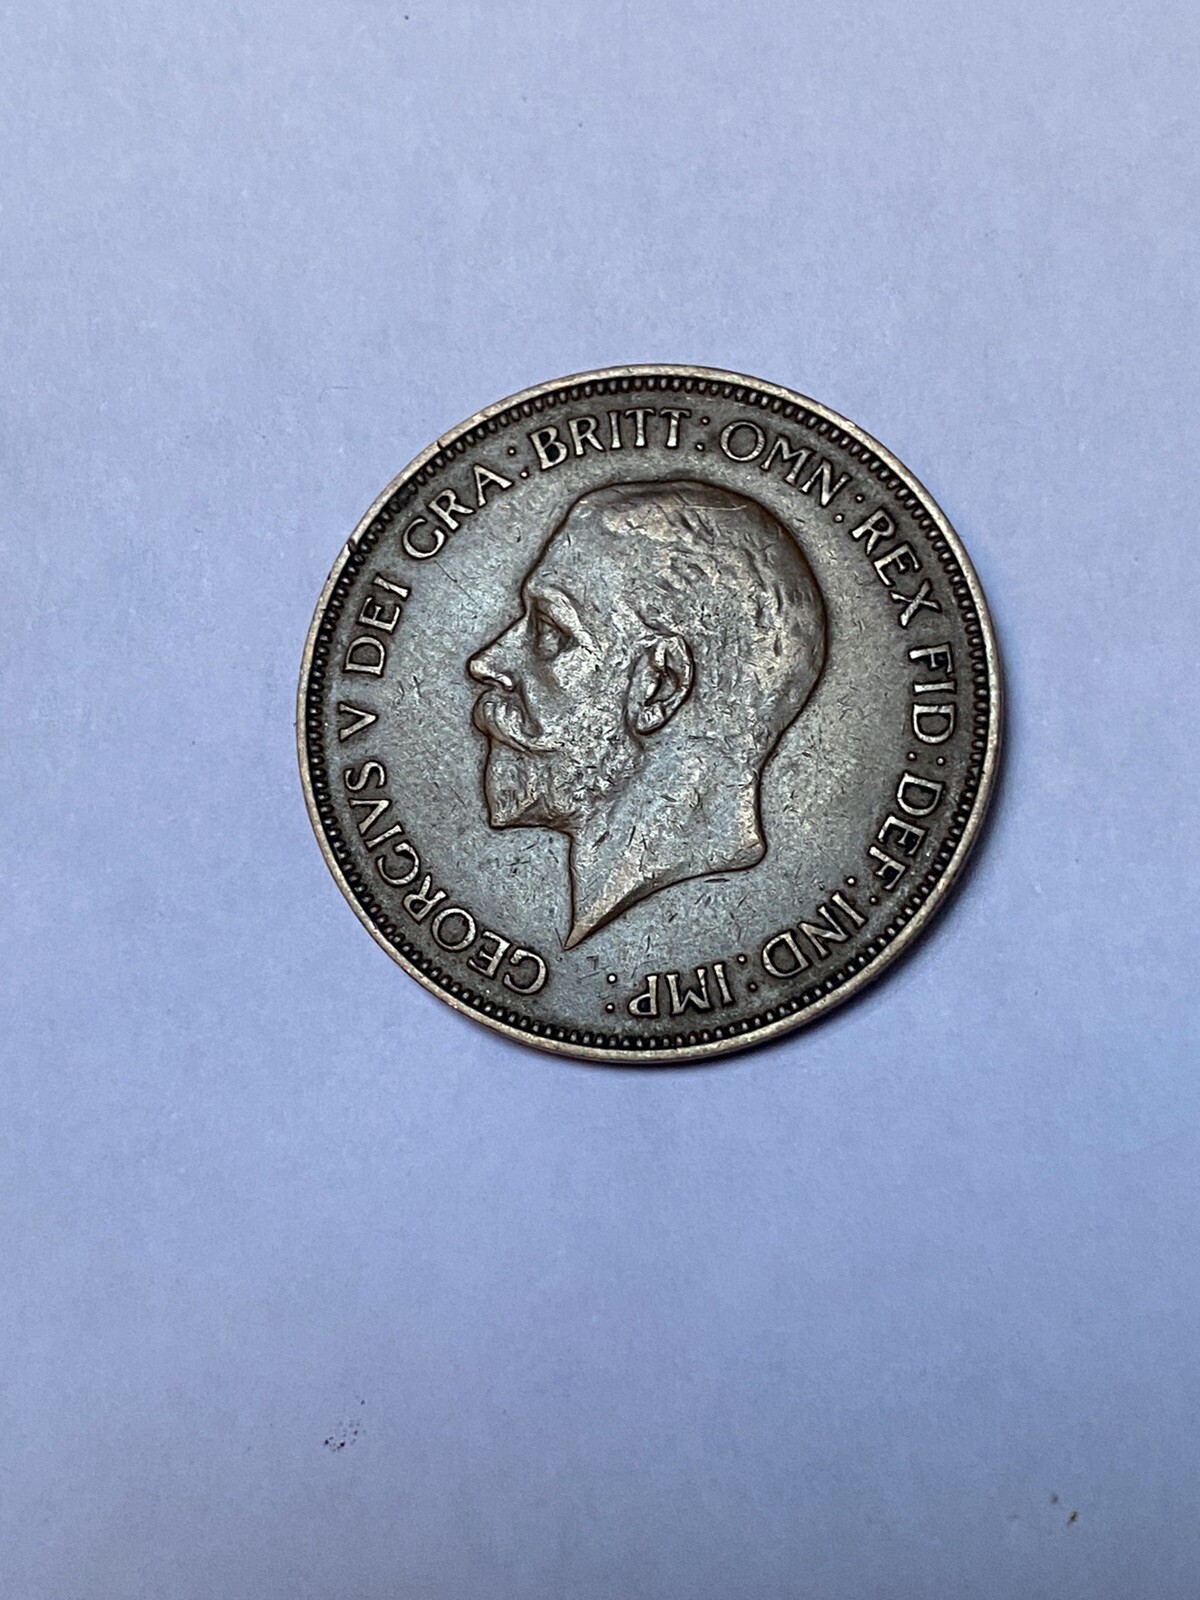 GEORGIVS V DEI GRA: BRITT: OMN: REX FID: DEF: IND: IMP: